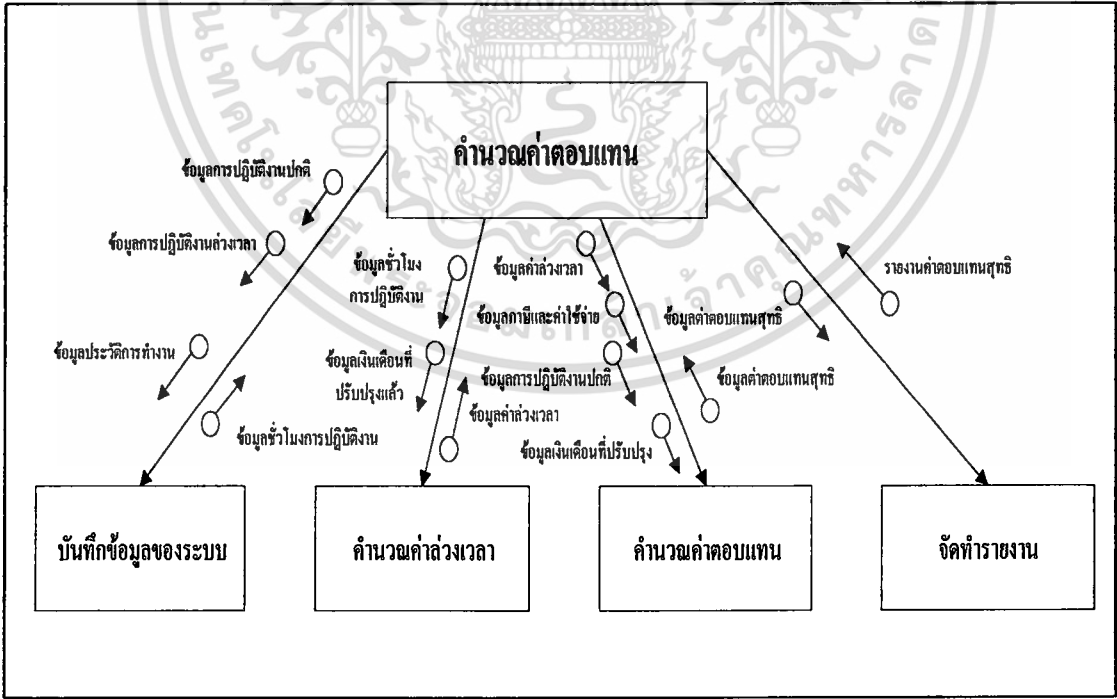 คำนวณค่าตอบแทน
ข้อมูลการปฏิบัติงานปกติ
ข้อมูลการปฏิบัติงานล่วงเวลา
ข้อมูลประวัติการทำงาน
ข้อมูลชั่วโมงการปฏิบัติงาน
ข้อมูลชั่วโมง
การปฏิบัติงาน
ข้อมูลเงินเดือนที่
ปรับปรุงแล้ว
ข้อมูลค่าล่วงเวลา
ข้อมูลค่าล่วงเวลา
ข้อมูลภาษีและค่าใช้จ่าย
ข้อมูลการปฏิบัติงานปกติ
ข้อมูลเงินเดือนที่ปรับปรุง
ข้อมูลค่าตอบแทนสุทธิ
ข้อมูลค่าตอบแทนสุทธิ
รายงานค่าตอบแทนสุทธิ
บันทึกข้อมูลของระบบ
คำนวณค่าล่วงเวลา
คำนวณค่าตอบแทน
จัดทำรายงาน